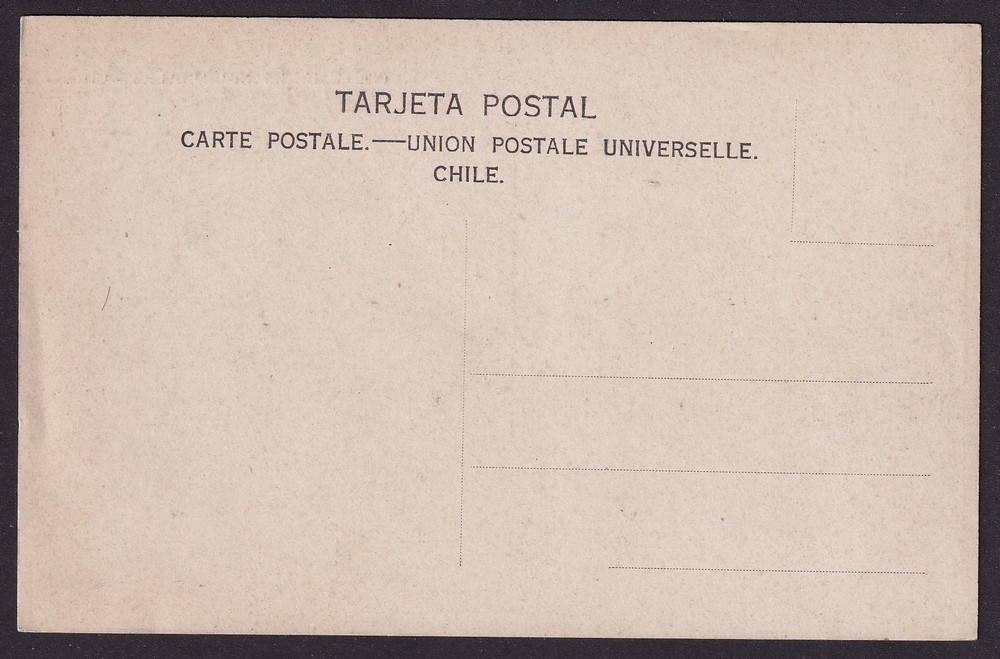 TARJETA POSTAL
CARTE POSTALE.—UNION POSTALE UNIVERSELLE.
CHILE.